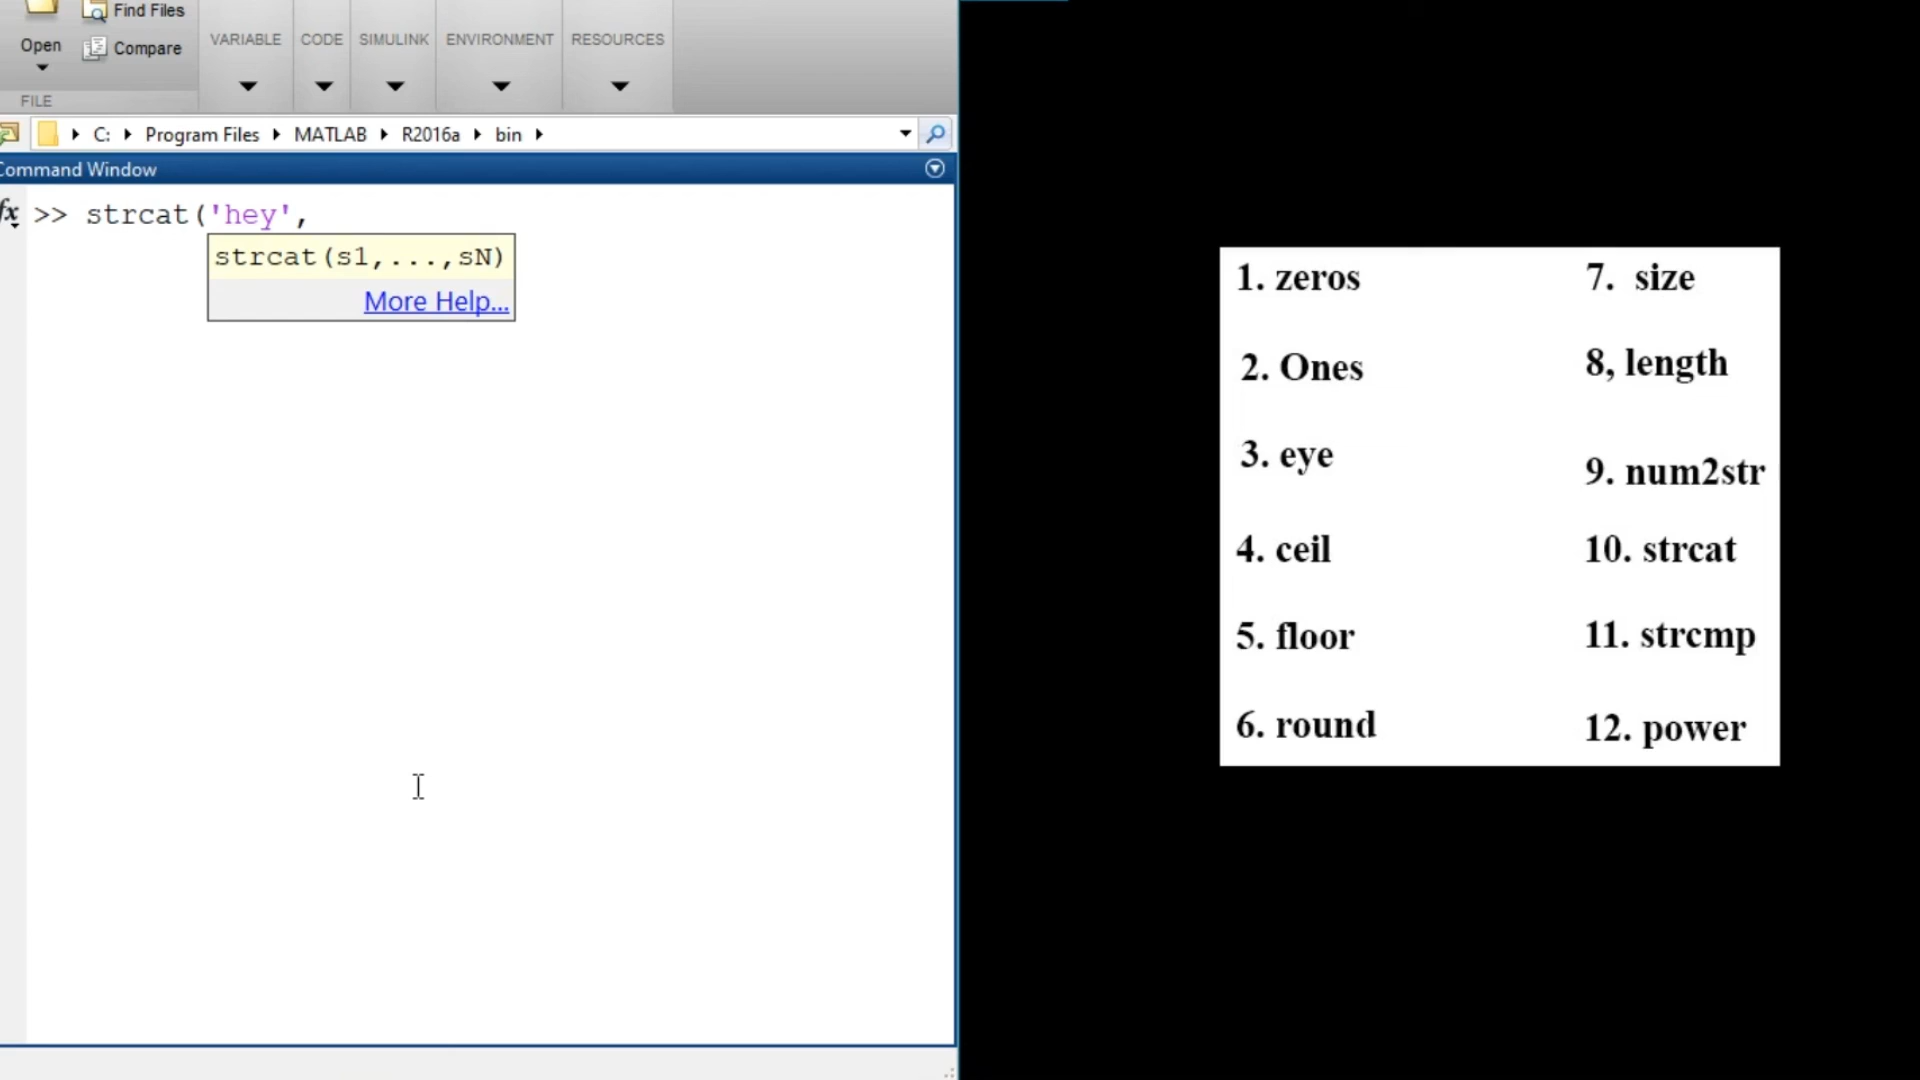 Find Files
Open
Compare
VARIABLE
CODE
SIMULINK
ENVIRONMENT
RESOURCES
FILE
C: Program Files MATLAB R2016a bin
Command Window
fx >> strcat('hey',
strcat(s1,...,sN)
More Help...
1. zeros
2. Ones
3. eye
4. ceil
5. floor
6. round
7. size
8, length
9. num2str
10. strcat
11. strcmp
12. power